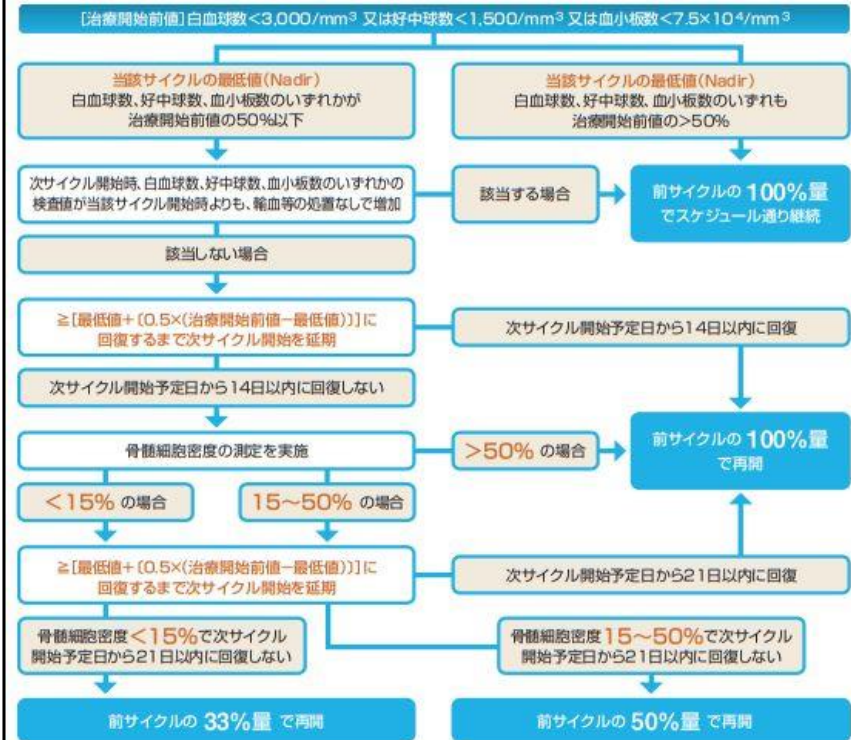 [治療開始前値]白血球数<3,000/mm³ 又は好中球数<1,500/mm³ 又は血小板数<7.5×10⁴/mm³
当該サイクルの最低値(Nadir)
白血球数、好中球数、血小板数のいずれかが
治療開始前値の50%以下
当該サイクルの最低値(Nadir)
白血球数、好中球数、血小板数のいずれも
治療開始前値の>50%
次サイクル開始時、白血球数、好中球数、血小板数のいずれかの
検査値が当該サイクル開始時よりも、輸血等の処置なしで増加
該当する場合
前サイクルの 100%量
でスケジュール通り継続
該当しない場合
≧[最低値+(0.5×(治療開始前値−最低値))]に
回復するまで次サイクル開始を延期
次サイクル開始予定日から14日以内に回復
次サイクル開始予定日から14日以内に回復しない
骨髄細胞密度の測定を実施
>50% の場合
前サイクルの 100%量
で再開
<15% の場合
15〜50% の場合
≧[最低値+(0.5×(治療開始前値−最低値))]に
回復するまで次サイクル開始を延期
次サイクル開始予定日から21日以内に回復
骨髄細胞密度<15%で次サイクル
開始予定日から21日以内に回復しない
骨髄細胞密度15〜50%で次サイクル
開始予定日から21日以内に回復しない
前サイクルの 33%量 で再開
前サイクルの 50%量 で再開